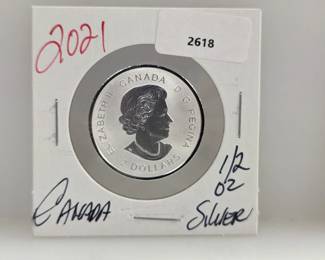 2021
2618
ELIZABETH II CANADA D·G·REGINA
2 DOLLARS
CANADA
1/2
OZ
SILVER